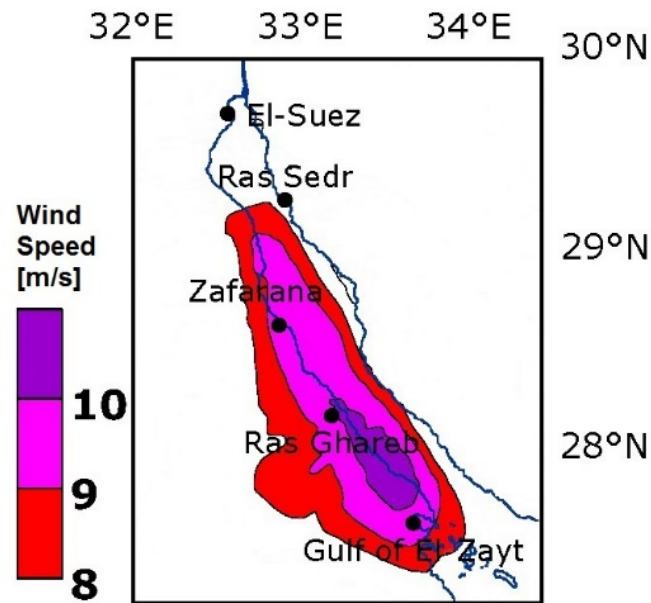 32°E 33°E 34°E
30°N
El-Suez
Ras Sedr
Wind
Speed
[m/s]
29°N
Zafarana
10
Ras Ghareb
28°N
9
Gulf of El-Zayt
8